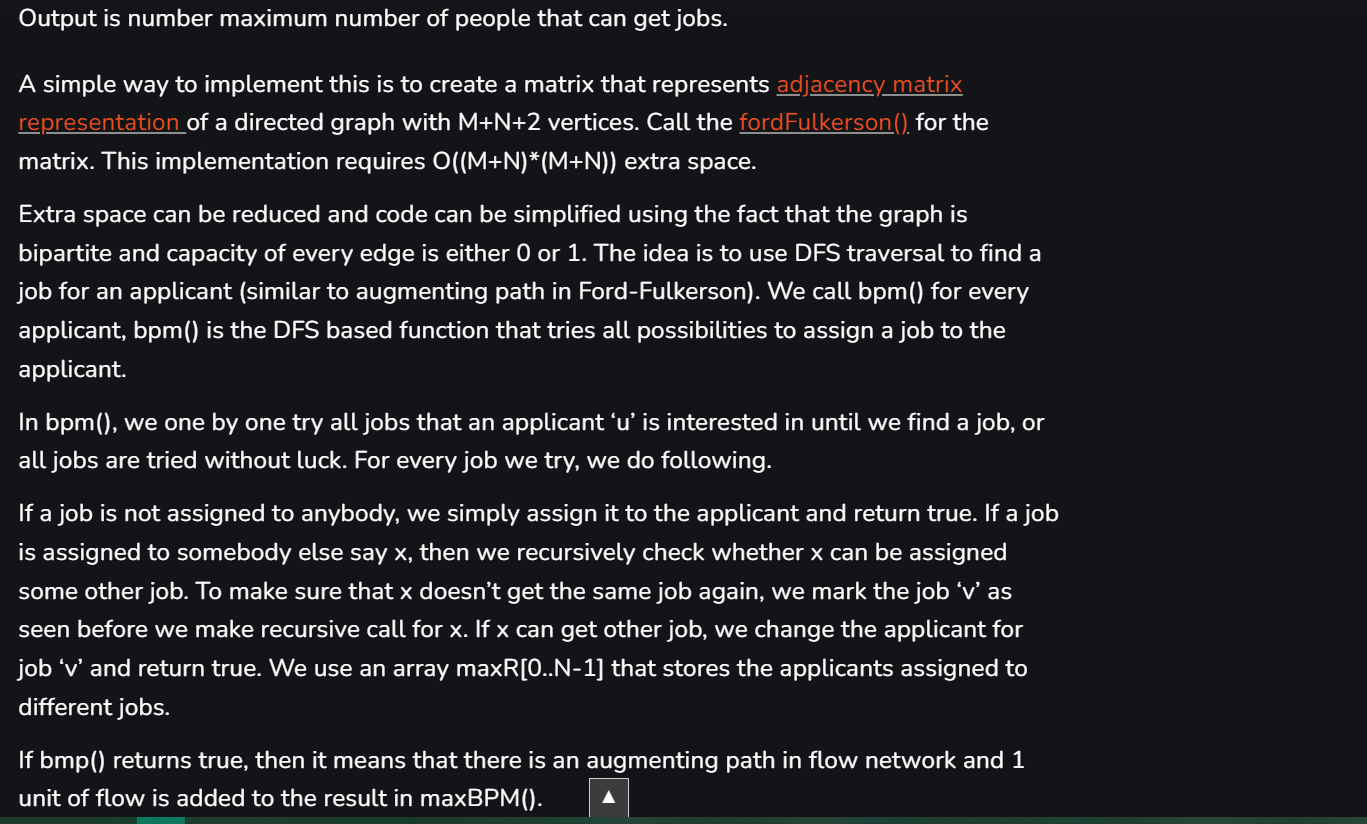 Output is number maximum number of people that can get jobs.
A simple way to implement this is to create a matrix that represents adjacency matrix
representation of a directed graph with M+N+2 vertices. Call the fordFulkerson() for the
matrix. This implementation requires O((M+N)*(M+N)) extra space.
Extra space can be reduced and code can be simplified using the fact that the graph is
bipartite and capacity of every edge is either 0 or 1. The idea is to use DFS traversal to find a
job for an applicant (similar to augmenting path in Ford-Fulkerson). We call bpm() for every
applicant, bpm() is the DFS based function that tries all possibilities to assign a job to the
applicant.
In bpm(), we one by one try all jobs that an applicant ‘u’ is interested in until we find a job, or
all jobs are tried without luck. For every job we try, we do following.
If a job is not assigned to anybody, we simply assign it to the applicant and return true. If a job
is assigned to somebody else say x, then we recursively check whether x can be assigned
some other job. To make sure that x doesn’t get the same job again, we mark the job ‘v’ as
seen before we make recursive call for x. If x can get other job, we change the applicant for
job ‘v’ and return true. We use an array maxR[0..N-1] that stores the applicants assigned to
different jobs.
If bmp() returns true, then it means that there is an augmenting path in flow network and 1
unit of flow is added to the result in maxBPM().